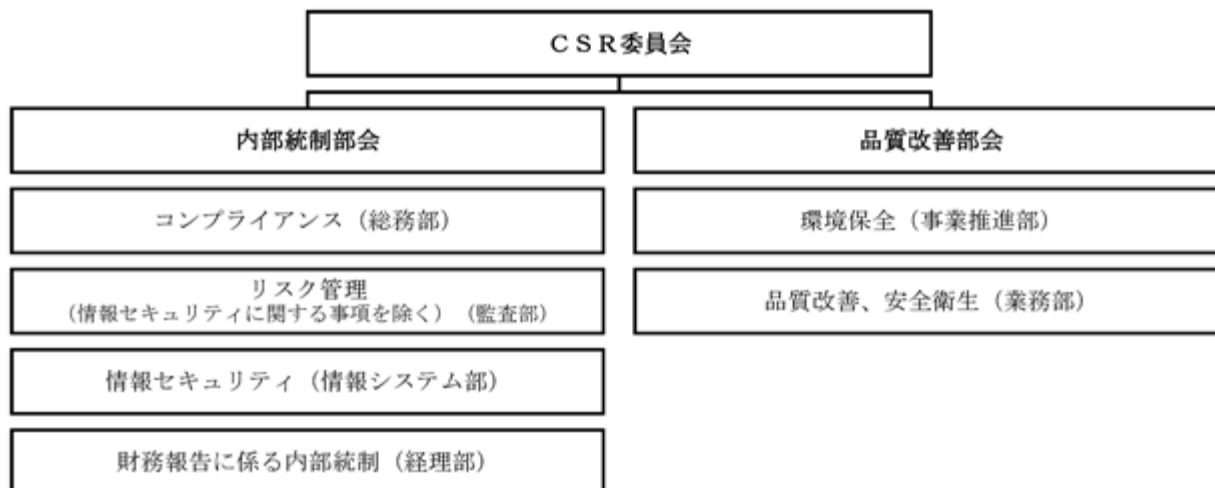 ＣＳＲ委員会
内部統制部会
コンプライアンス（総務部）
リスク管理
（情報セキュリティに関する事項を除く）（監査部）
情報セキュリティ（情報システム部）
財務報告に係る内部統制（経理部）
品質改善部会
環境保全（事業推進部）
品質改善、安全衛生（業務部）